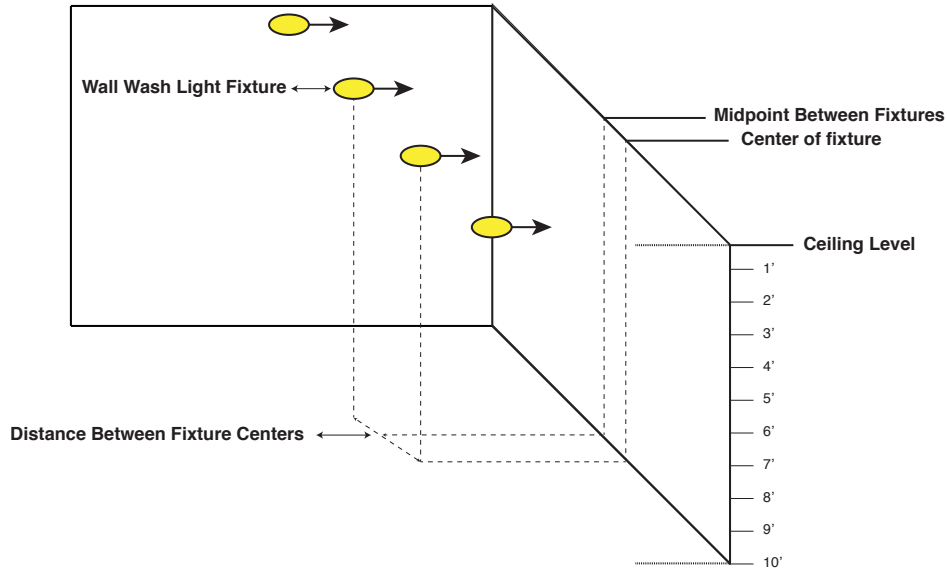 Wall Wash Light Fixture
Midpoint Between Fixtures
Center of fixture
Ceiling Level
1’
2’
3’
4’
5’
6’
Distance Between Fixture Centers
7’
8’
9’
10’